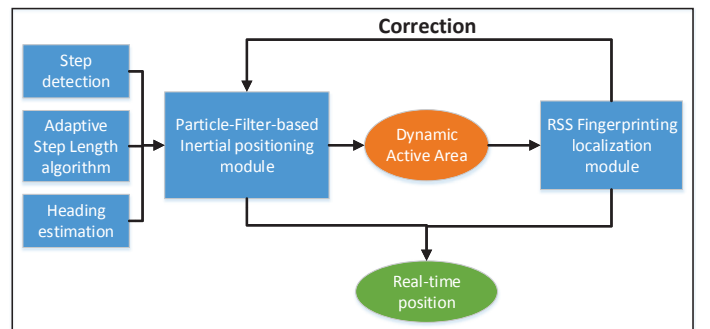 Correction
Step
detection
Adaptive
Step Length
algorithm
Heading
estimation
Particle-Filter-based
Inertial positioning
module
Dynamic
Active Area
RSS Fingerprinting
localization
module
Real-time
position